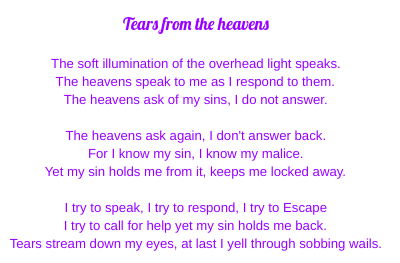 Tears from the heavens
The soft illumination of the overhead light speaks.
The heavens speak to me as I respond to them.
The heavens ask of my sins, I do not answer.
The heavens ask again, I don't answer back.
For I know my sin, I know my malice.
Yet my sin holds me from it, keeps me locked away.
I try to speak, I try to respond, I try to Escape
I try to call for help yet my sin holds me back.
Tears stream down my eyes, at last I yell through sobbing wails.